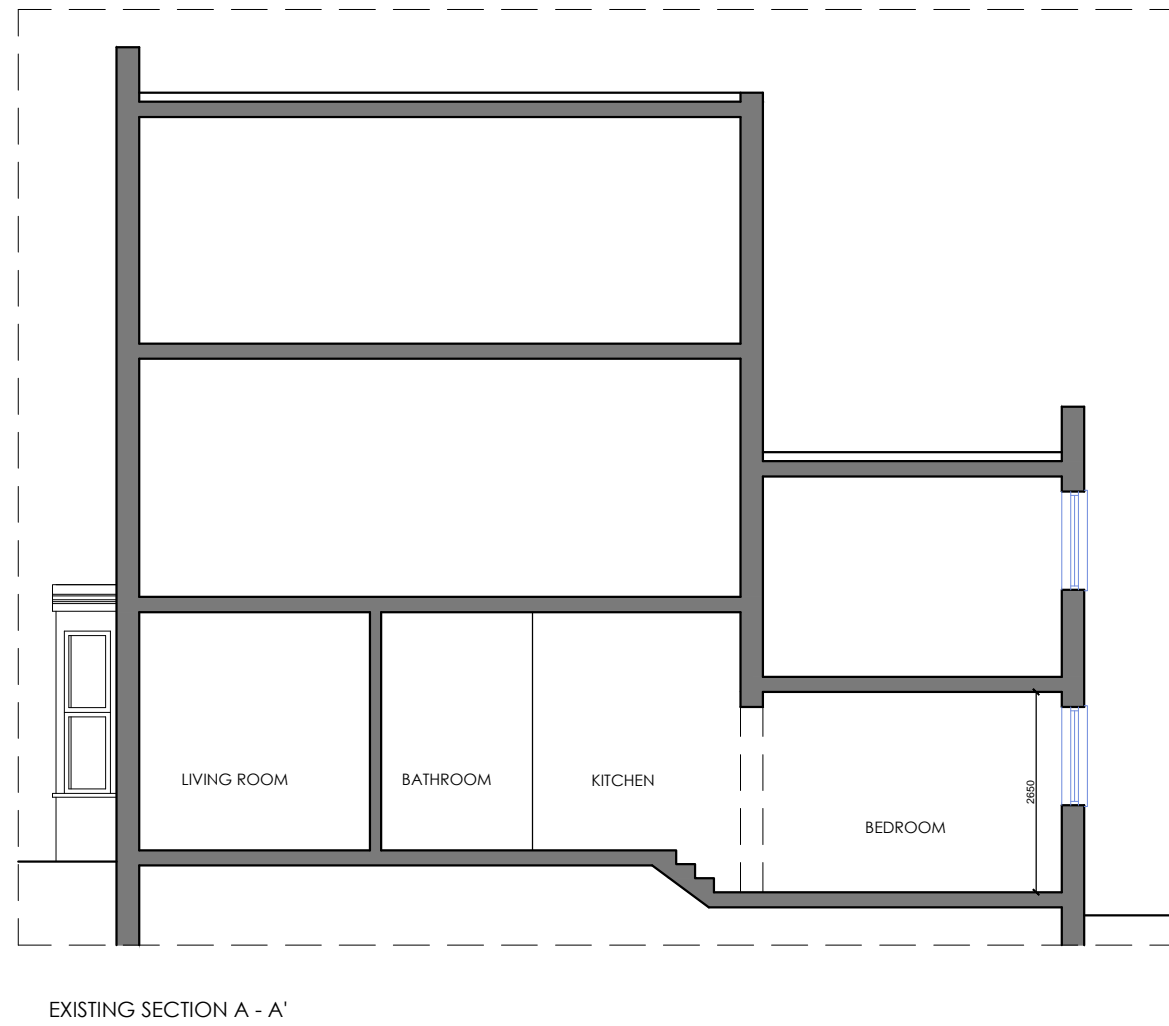 LIVING ROOM
BATHROOM
KITCHEN
2650
BEDROOM
EXISTING SECTION A - A'